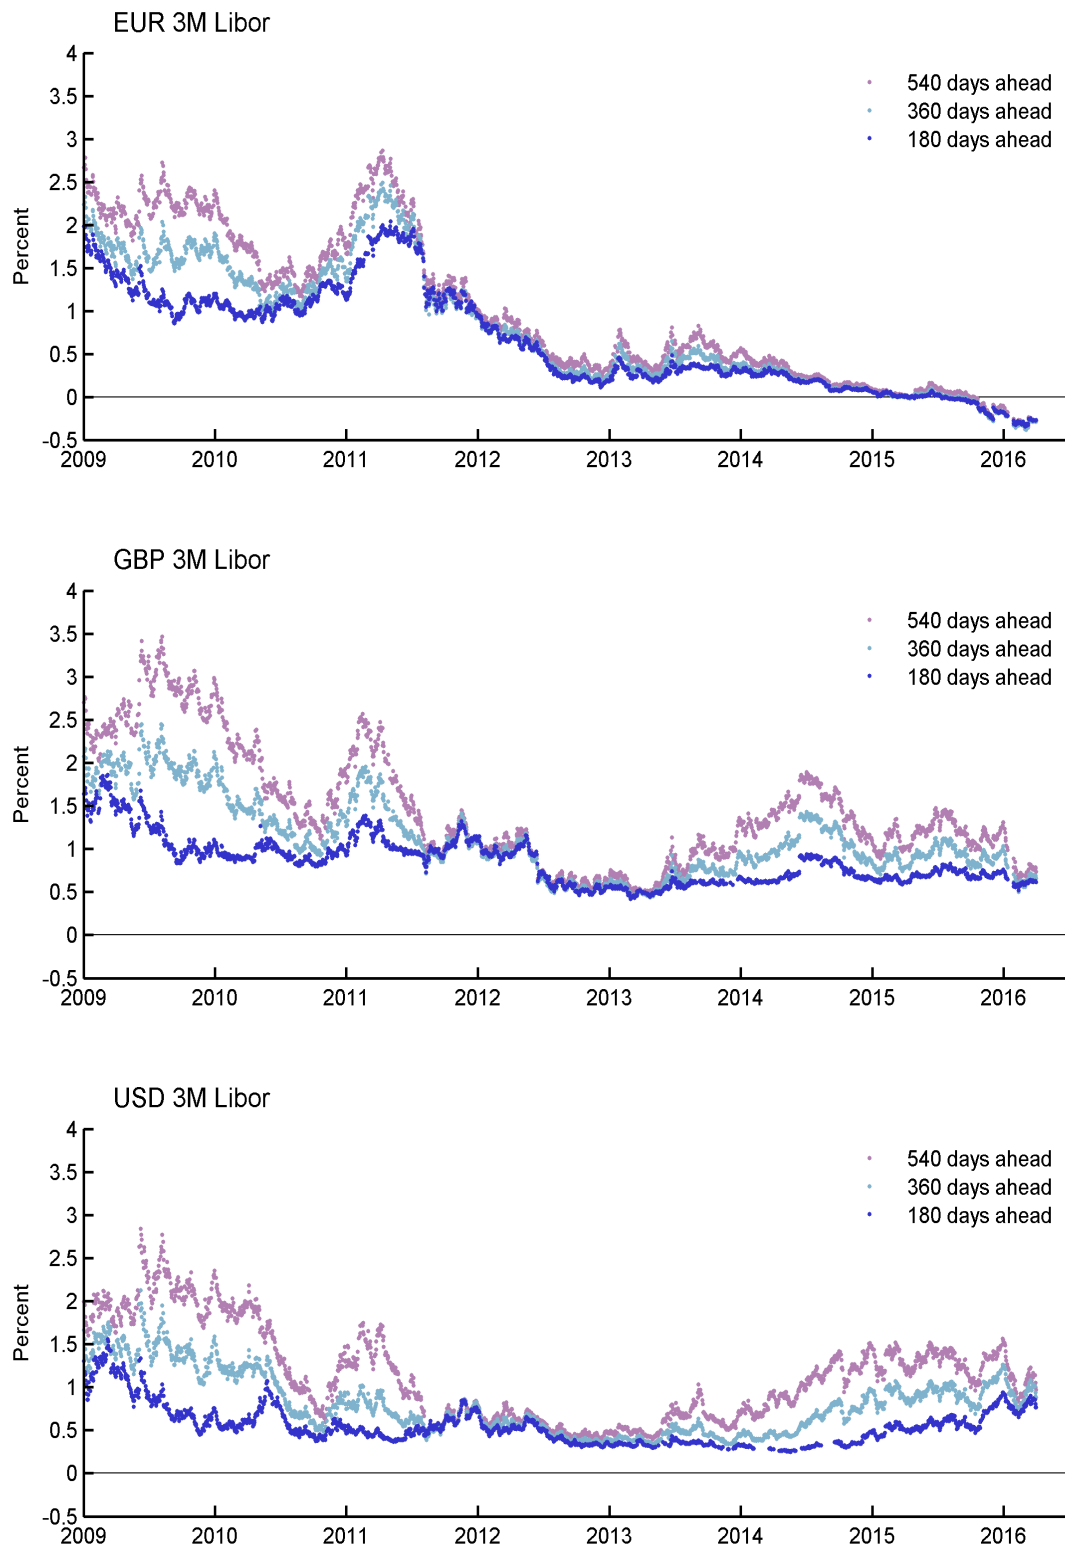 EUR 3M Libor
4
3.5
3
2.5
2
1.5
1
0.5
0
-0.5
Percent
540 days ahead
360 days ahead
180 days ahead
2009 2010 2011 2012 2013 2014 2015 2016
GBP 3M Libor
4
3.5
3
2.5
2
1.5
1
0.5
0
-0.5
Percent
540 days ahead
360 days ahead
180 days ahead
2009 2010 2011 2012 2013 2014 2015 2016
USD 3M Libor
4
3.5
3
2.5
2
1.5
1
0.5
0
-0.5
Percent
540 days ahead
360 days ahead
180 days ahead
2009 2010 2011 2012 2013 2014 2015 2016